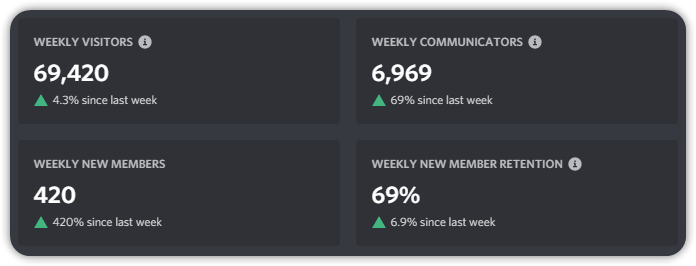 WEEKLY VISITORS
69,420
4.3% since last week
WEEKLY COMMUNICATORS
6,969
69% since last week
WEEKLY NEW MEMBERS
420
420% since last week
WEEKLY NEW MEMBER RETENTION
69%
6.9% since last week